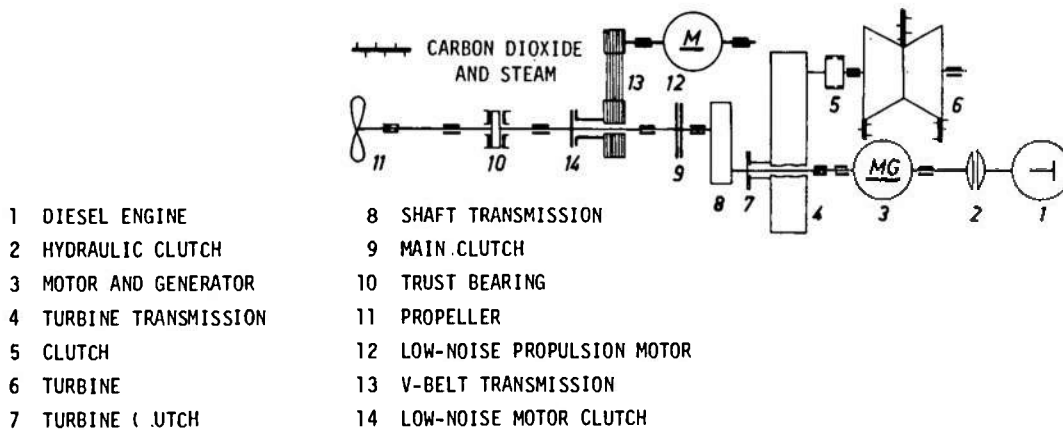 CARBON DIOXIDE
AND STEAM
M
13
12
5
6
11
10
14
9
8
7
4
MG
3
2
1
1 DIESEL ENGINE
2 HYDRAULIC CLUTCH
3 MOTOR AND GENERATOR
4 TURBINE TRANSMISSION
5 CLUTCH
6 TURBINE
7 TURBINE ( .UTCH
8 SHAFT TRANSMISSION
9 MAIN CLUTCH
10 TRUST BEARING
11 PROPELLER
12 LOW-NOISE PROPULSION MOTOR
13 V-BELT TRANSMISSION
14 LOW-NOISE MOTOR CLUTCH